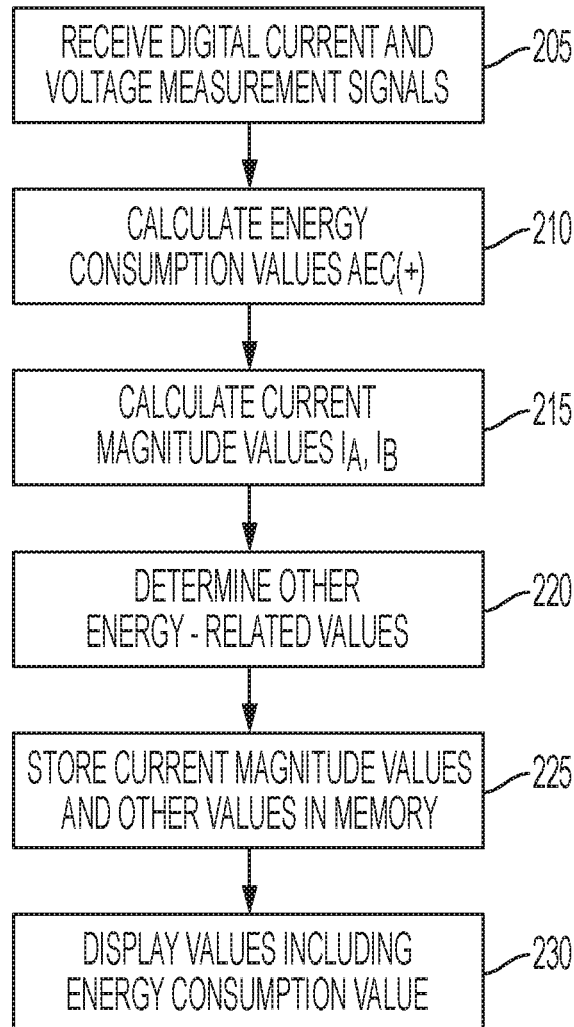 RECEIVE DIGITAL CURRENT AND
VOLTAGE MEASUREMENT SIGNALS
205
CALCULATE ENERGY
CONSUMPTION VALUES AEC(+)
210
CALCULATE CURRENT
MAGNITUDE VALUES IA, IB
215
DETERMINE OTHER
ENERGY - RELATED VALUES
220
STORE CURRENT MAGNITUDE VALUES
AND OTHER VALUES IN MEMORY
225
DISPLAY VALUES INCLUDING
ENERGY CONSUMPTION VALUE
230